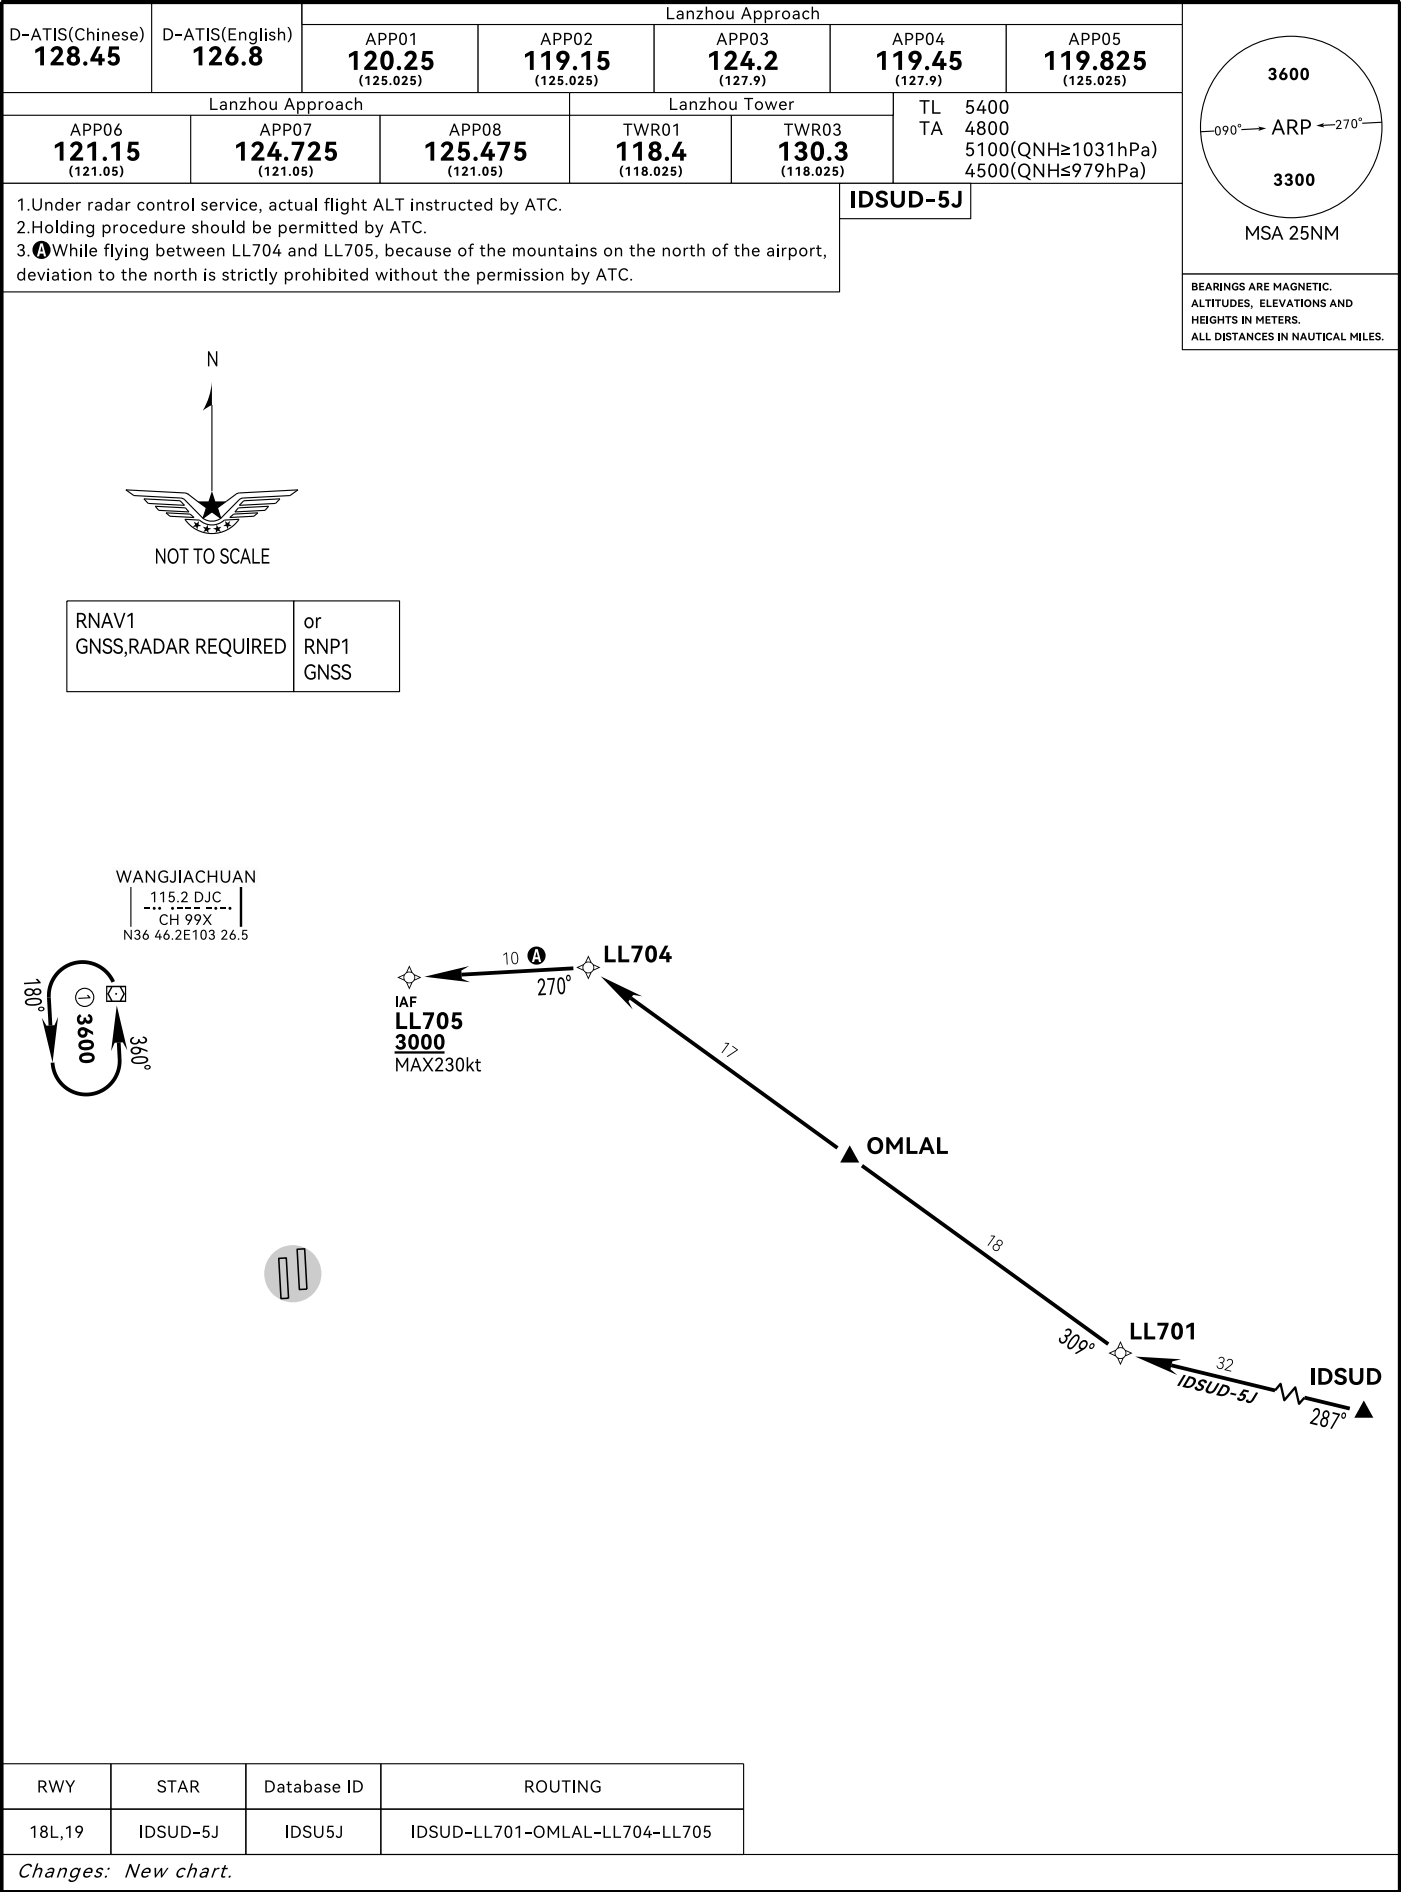 D-ATIS(Chinese)
128.45
D-ATIS(English)
126.8
Lanzhou Approach
APP01
120.25
(125.025)
APP02
119.15
(125.025)
APP03
124.2
(127.9)
APP04
119.45
(127.9)
APP05
119.825
(125.025)
Lanzhou Approach
APP06
121.15
(121.05)
APP07
124.725
(121.05)
APP08
125.475
(121.05)
Lanzhou Tower
TWR01
118.4
(118.025)
TWR03
130.3
(118.025)
TL 5400
TA 4800
5100(QNH≥1031hPa)
4500(QNH≤979hPa)
3600
090° ARP 270°
3300
MSA 25NM
BEARINGS ARE MAGNETIC.
ALTITUDES, ELEVATIONS AND
HEIGHTS IN METERS.
ALL DISTANCES IN NAUTICAL MILES.
1.Under radar control service, actual flight ALT instructed by ATC.
2.Holding procedure should be permitted by ATC.
3.🅐While flying between LL704 and LL705, because of the mountains on the north of the airport,
deviation to the north is strictly prohibited without the permission by ATC.
IDSUD-5J
N
NOT TO SCALE
RNAV1
GNSS,RADAR REQUIRED
or
RNP1
GNSS
WANGJIACHUAN
115.2 DJC
CH 99X
N36 46.2E103 26.5
180°
① 3600
360°
10 🅐
270°
LL704
IAF
LL705
3000
MAX230kt
17
OMLAL
18
309°
LL701
32
IDSUD-5J
IDSUD
287°
RWY STAR Database ID ROUTING
18L,19 IDSUD-5J IDSU5J IDSUD-LL701-OMLAL-LL704-LL705
Changes: New chart.